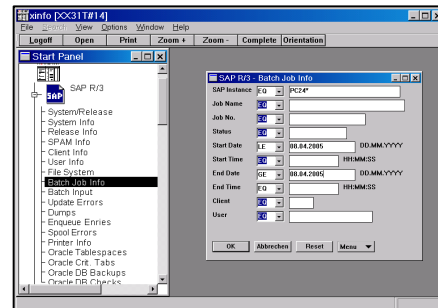 xinfo [XX31T#14]
File Search View Options Window Help
Logoff Open Print Zoom + Zoom - Complete Orientation
Start Panel
SAP R/3
SAP
System/Release
System Info
Release Info
SPAM Info
Client Info
User Info
File System
Batch Job Info
Batch Input
Update Errors
Dumps
Enqueue Enries
Spool Errors
Printer Info
Oracle Tablespaces
Oracle Crit. Tabs
Oracle DB Backups
Oracle DB Checks
SAP R/3 - Batch Job Info
SAP Instance EQ PC24*
Job Name EQ
Job No. EQ
Status EQ
Start Date LE 08.04.2005 DD.MM.YYYY
Start Time EQ HH:MM:SS
End Date GE 08.04.2005 DD.MM.YYYY
End Time EQ HH:MM:SS
Client EQ
User EQ
OK Abbrechen Reset Menu